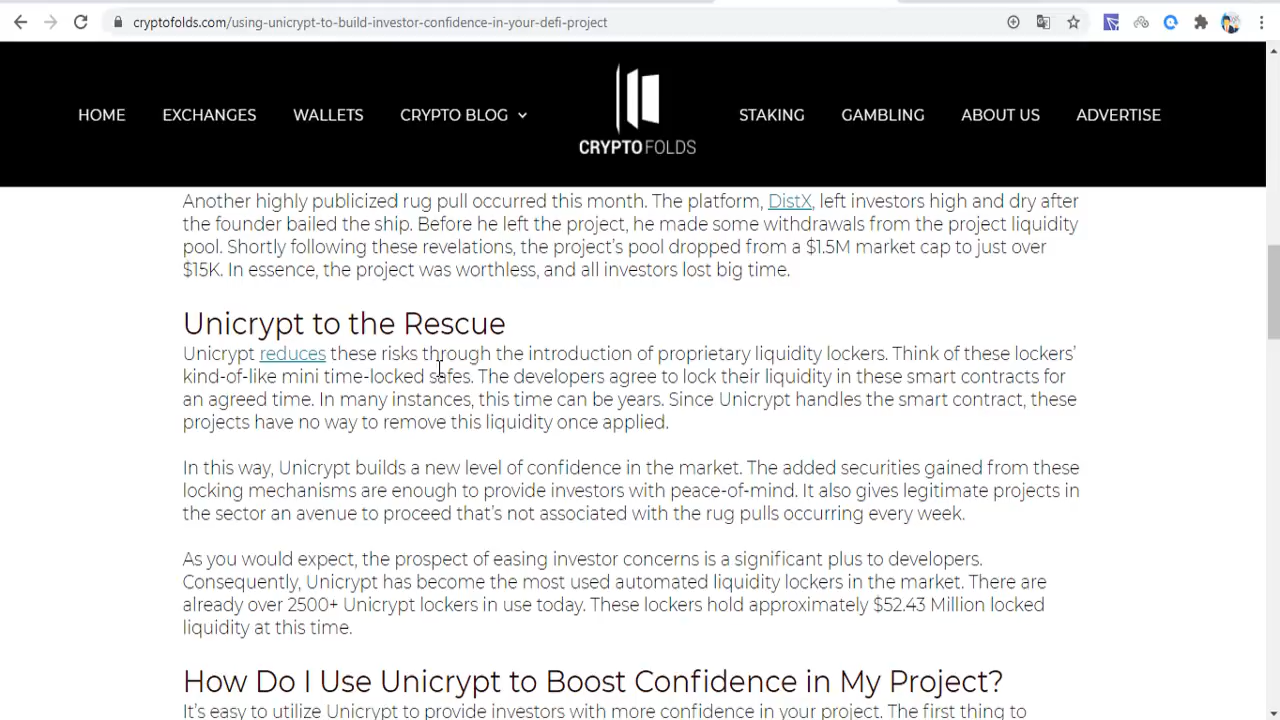 cryptofolds.com/using-unicrypt-to-build-investor-confidence-in-your-defi-project
HOME EXCHANGES WALLETS CRYPTO BLOG CRYPTOFOLDS STAKING GAMBLING ABOUT US ADVERTISE
Another highly publicized rug pull occurred this month. The platform, DistX, left investors high and dry after
the founder bailed the ship. Before he left the project, he made some withdrawals from the project liquidity
pool. Shortly following these revelations, the project's pool dropped from a $1.5M market cap to just over
$15K. In essence, the project was worthless, and all investors lost big time.
Unicrypt to the Rescue
Unicrypt reduces these risks through the introduction of proprietary liquidity lockers. Think of these lockers'
kind-of-like mini time-locked safes. The developers agree to lock their liquidity in these smart contracts for
an agreed time. In many instances, this time can be years. Since Unicrypt handles the smart contract, these
projects have no way to remove this liquidity once applied.
In this way, Unicrypt builds a new level of confidence in the market. The added securities gained from these
locking mechanisms are enough to provide investors with peace-of-mind. It also gives legitimate projects in
the sector an avenue to proceed that's not associated with the rug pulls occurring every week.
As you would expect, the prospect of easing investor concerns is a significant plus to developers.
Consequently, Unicrypt has become the most used automated liquidity lockers in the market. There are
already over 2500+ Unicrypt lockers in use today. These lockers hold approximately $52.43 Million locked
liquidity at this time.
How Do I Use Unicrypt to Boost Confidence in My Project?
It's easy to utilize Unicrypt to provide investors with more confidence in your project. The first thing to